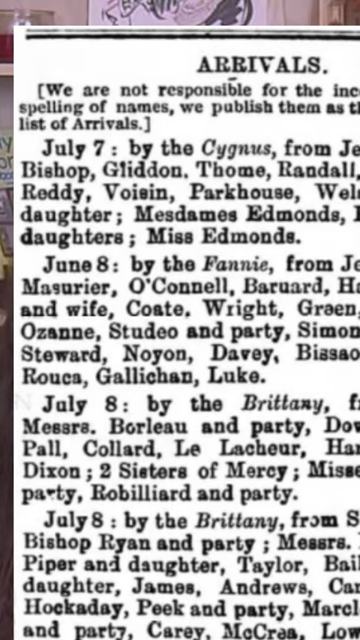 ARRIVALS.
[We are not responsible for the inc
spelling of names, we publish them as t
list of Arrivals.]
July 7: by the Cygnus, from Je
Bishop, Gliddon. Thome, Randall,
Reddy, Voisin, Parkhouse, Wel
daughter; Mesdames Edmonds,
daughters; Miss Edmonds.
June 8: by the Fannie, from Je
Masurier, O'Connell, Baruard, Ha
and wife, Coate. Wright, Green,
Ozanne, Studeo and party, Simon
Steward, Noyon, Davey, Bissao
Rouca, Gallichan, Luke.
July 8: by the Brittany, f
Messrs. Borleau and party, Dov
Pall, Collard, Le Lacheur, Har
Dixon; 2 Sisters of Mercy; Misse
party, Robilliard and party.
July 8: by the Brittany, from S
Bishop Ryan and party; Messrs.
Piper and daughter, Taylor, Bail
daughter, James, Andrews, Car
Hockaday, Peek and party, March
and party, Carey, McCrea, Low